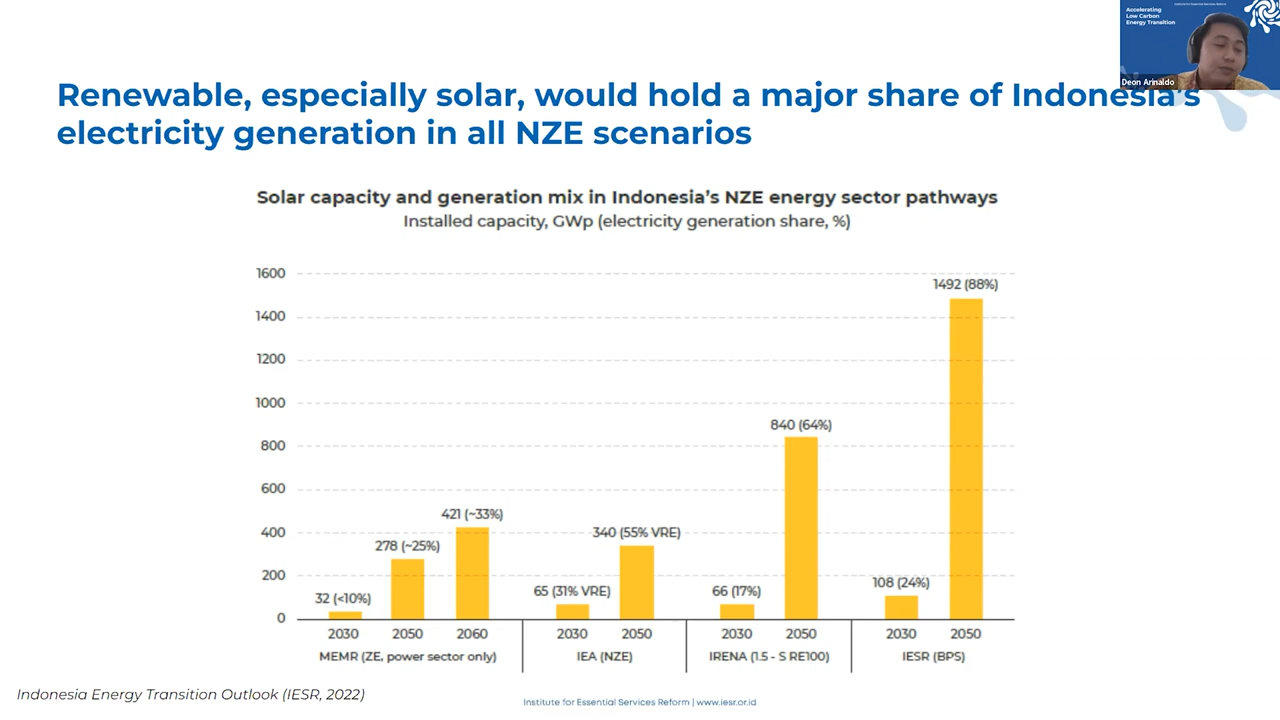 Accelerating
Low Carbon
Energy Transition
Deon Arinaldo
Renewable, especially solar, would hold a major share of Indonesia's
electricity generation in all NZE scenarios
Solar capacity and generation mix in Indonesia's NZE energy sector pathways
Installed capacity, GWp (electricity generation share, %)
1600
1400
1200
1000
800
600
400
200
0
32 (<10%)
278 (~25%)
421 (~33%)
65 (31% VRE)
340 (55% VRE)
66 (17%)
840 (64%)
108 (24%)
1492 (88%)
2030 2050 2060 2030 2050 2030 2050 2030 2050
MEMR (ZE, power sector only) IEA (NZE) IRENA (1.5 - S RE100) IESR (BPS)
Indonesia Energy Transition Outlook (IESR, 2022)
Institute for Essential Services Reform | www.iesr.or.id